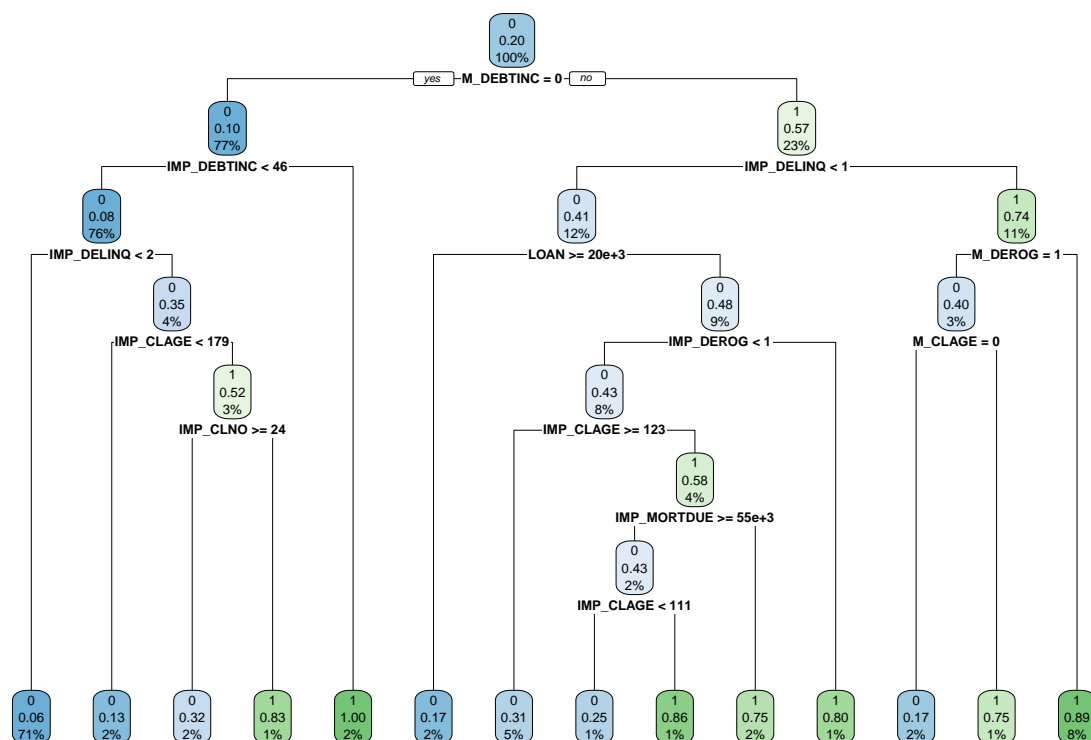 0
0.20
100%
yes M_DEBTINC = 0 no
0
0.10
77%
IMP_DEBTINC < 46
1
0.57
23%
IMP_DELINQ < 1
0
0.08
76%
IMP_DELINQ < 2
0
0.41
12%
LOAN >= 20e+3
1
0.74
11%
M_DEROG = 1
0
0.35
4%
IMP_CLAGE < 179
0
0.48
9%
IMP_DEROG < 1
0
0.40
3%
M_CLAGE = 0
1
0.52
3%
IMP_CLNO >= 24
0
0.43
8%
IMP_CLAGE >= 123
1
0.58
4%
IMP_MORTDUE >= 55e+3
0
0.43
2%
IMP_CLAGE < 111
0 0 0 1 1 0 0 0 1 1 1 0 1 1
0.06 0.13 0.32 0.83 1.00 0.17 0.31 0.25 0.86 0.75 0.80 0.17 0.75 0.89
71% 2% 2% 1% 2% 2% 5% 1% 1% 2% 1% 2% 1% 8%